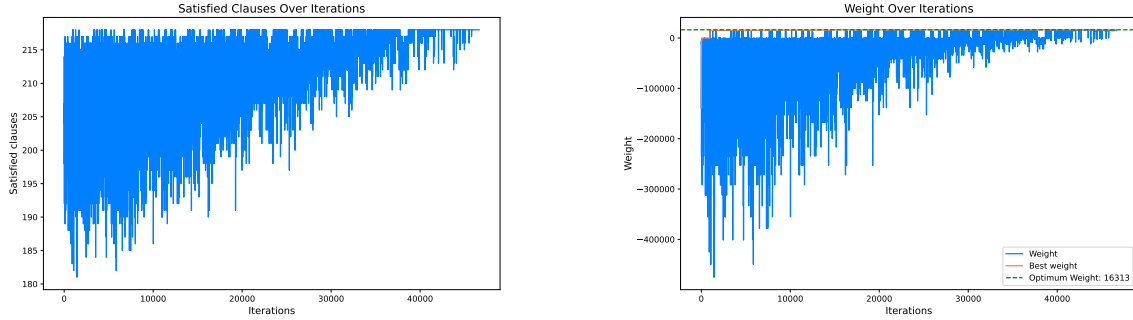 Satisfied Clauses Over Iterations
Satisfied clauses
215
210
205
200
195
190
185
180
0
10000
20000
30000
40000
Iterations
Weight Over Iterations
Weight
0
−100000
−200000
−300000
−400000
0
10000
20000
30000
40000
Iterations
Weight
Best weight
Optimum Weight: 16313